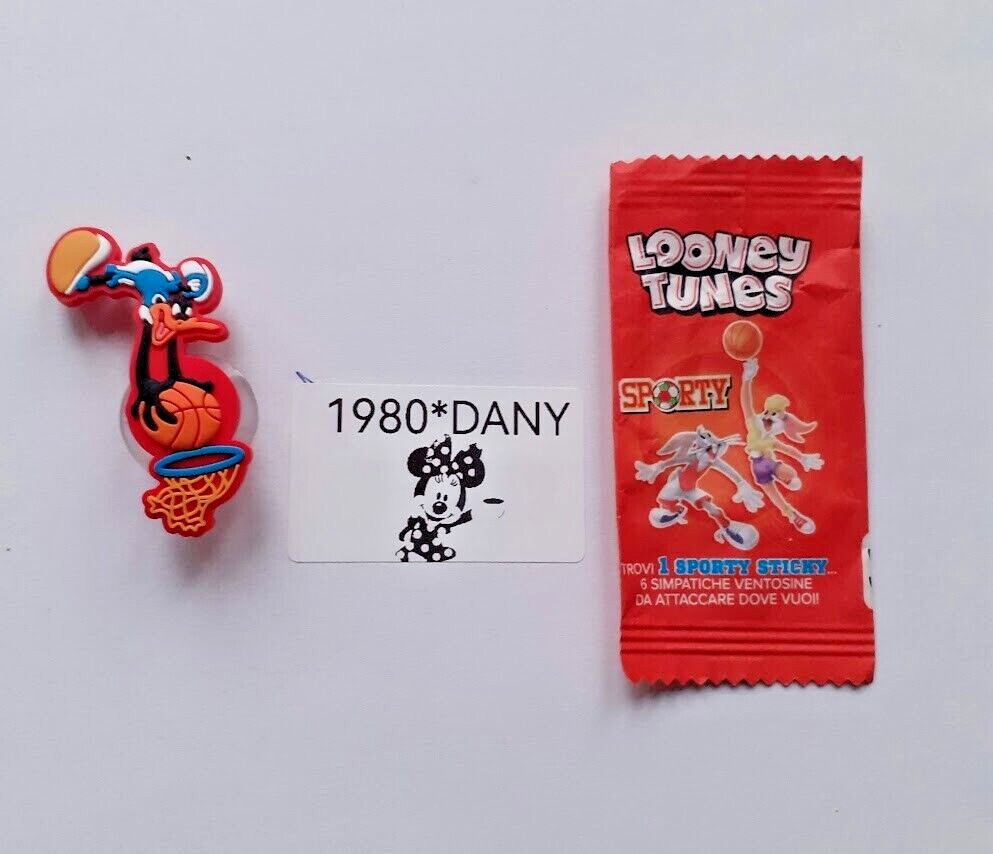 1980*DANY
LOONEY
TUNES
SPORTY
TROVI 1 SPORTY STICKY...
6 SIMPATICHE VENTOSINE
DA ATTACCARE DOVE VUOI!